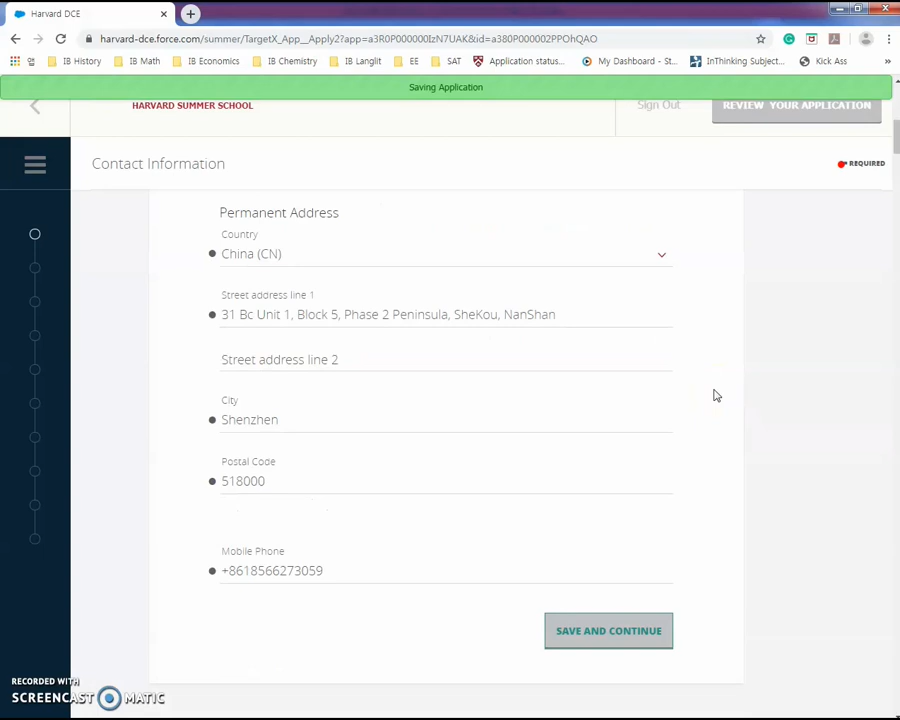 Harvard DCE
harvard-dce.force.com/summer/TargetX_App__Apply2?app=a3R0P000000IzN7UAK&id=a380P000002PPOhQAO
IB History IB Math IB Economics IB Chemistry IB Langlit EE SAT Application status... My Dashboard - St... InThinking Subject... Kick Ass »
Saving Application
HARVARD SUMMER SCHOOL Sign Out REVIEW YOUR APPLICATION
Contact Information REQUIRED
Permanent Address
Country
China (CN)
Street address line 1
31 Bc Unit 1, Block 5, Phase 2 Peninsula, SheKou, NanShan
Street address line 2
City
Shenzhen
Postal Code
518000
Mobile Phone
+8618566273059
SAVE AND CONTINUE
RECORDED WITH
SCREENCAST MATIC